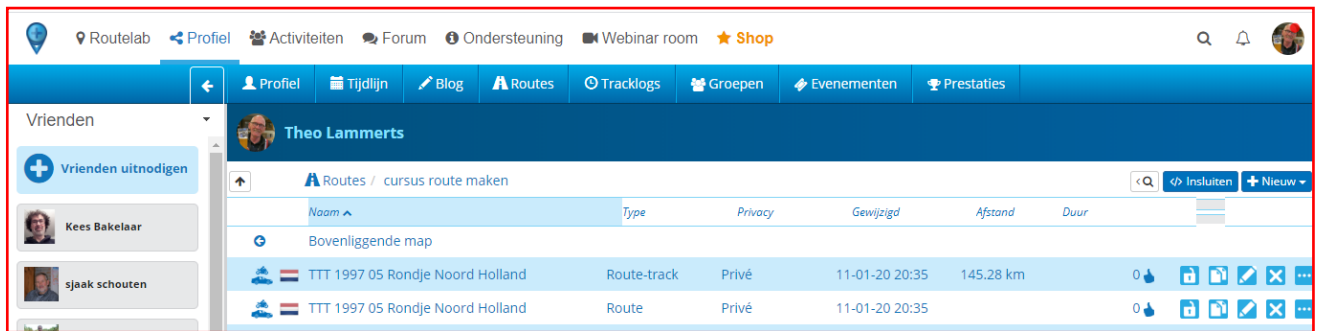 Routelab Profiel Activiteiten Forum Ondersteuning Webinar room Shop
Profiel Tijdlijn Blog Routes Tracklogs Groepen Evenementen Prestaties
Vrienden
Theo Lammerts
Vrienden uitnodigen
Routes / cursus route maken
Insluiten Nieuw
Kees Bakelaar
Naam Type Privacy Gewijzigd Afstand Duur
Bovenliggende map
sjaak schouten
TTT 1997 05 Rondje Noord Holland Route-track Privé 11-01-20 20:35 145.28 km 0
TTT 1997 05 Rondje Noord Holland Route Privé 11-01-20 20:35 0